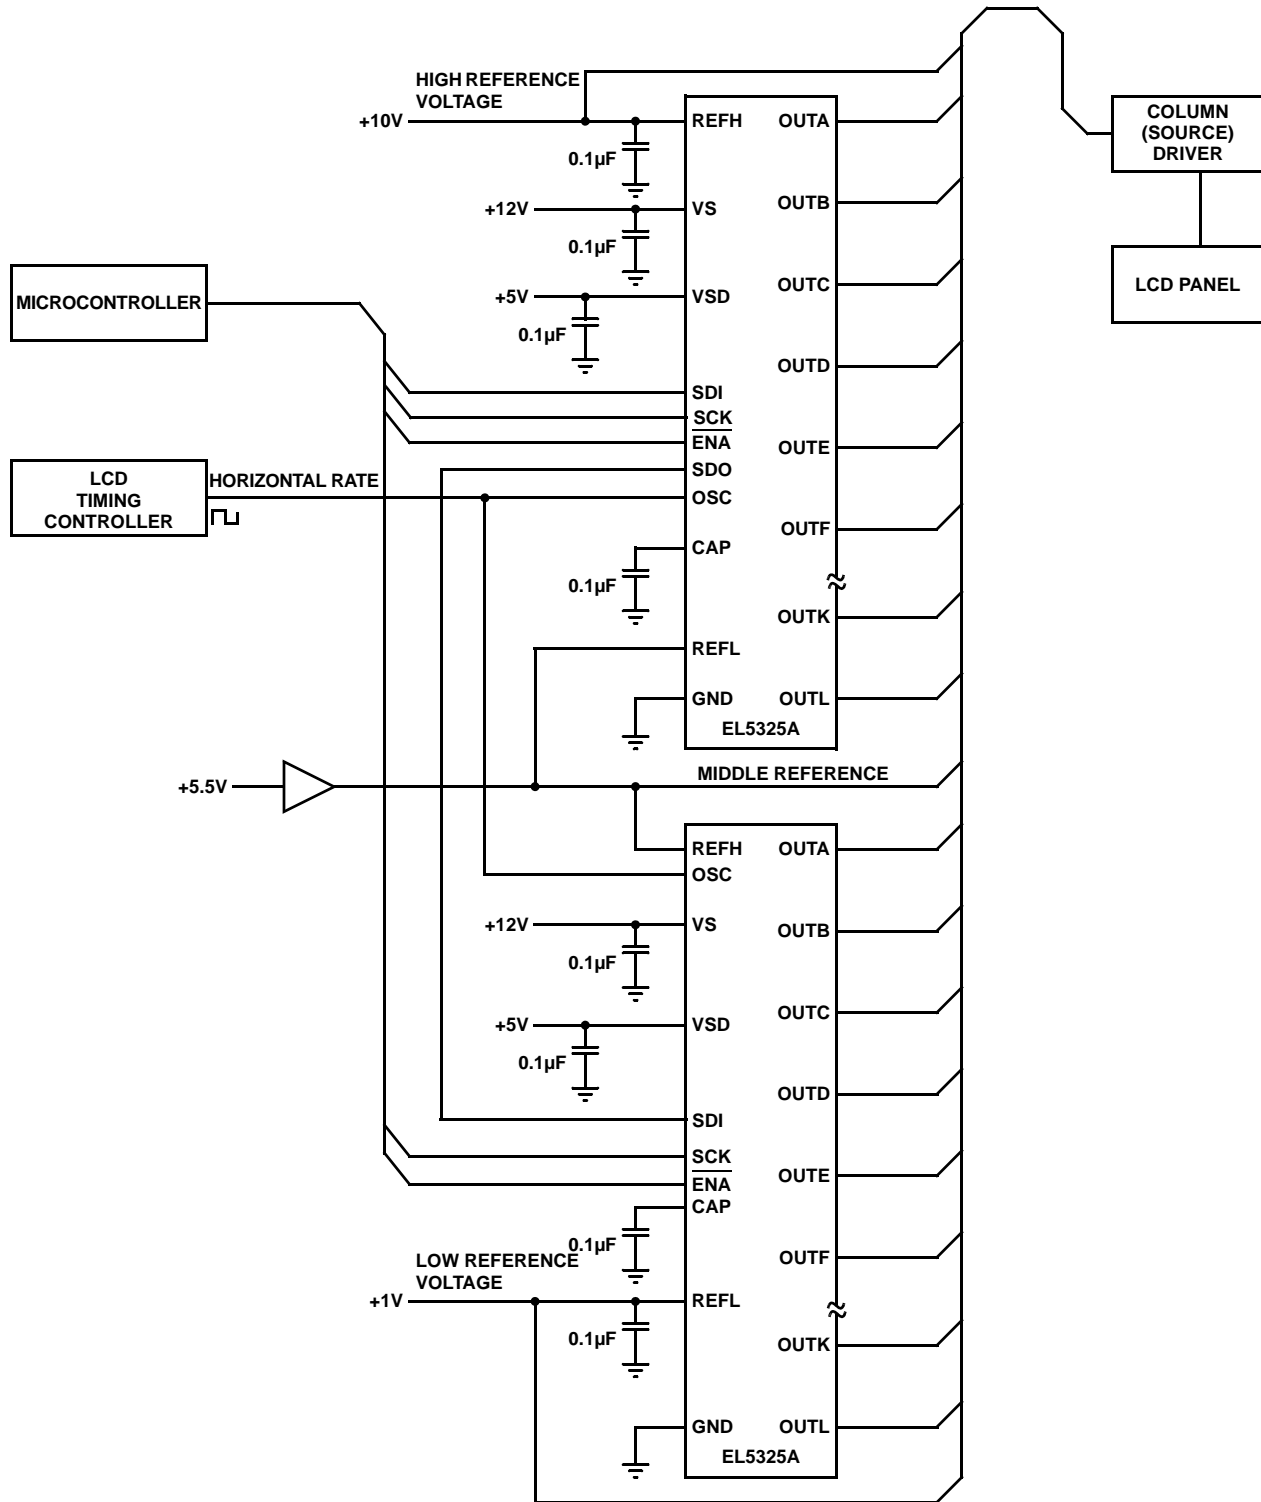 HIGH REFERENCE
VOLTAGE
+10V
REFH
OUTA
COLUMN
(SOURCE)
DRIVER
0.1µF
+12V
VS
OUTB
0.1µF
MICROCONTROLLER
+5V
VSD
OUTC
LCD PANEL
0.1µF
OUTD
SDI
SCK
ENA
OUTE
SDO
LCD
TIMING
CONTROLLER
HORIZONTAL RATE
OSC
OUTF
CAP
0.1µF
OUTK
REFL
GND
OUTL
EL5325A
+5.5V
MIDDLE REFERENCE
REFH
OUTA
OSC
+12V
VS
OUTB
0.1µF
OUTC
+5V
VSD
0.1µF
OUTD
SDI
SCK
OUTE
ENA
CAP
0.1µF
OUTF
LOW REFERENCE
VOLTAGE
+1V
REFL
0.1µF
OUTK
GND
OUTL
EL5325A